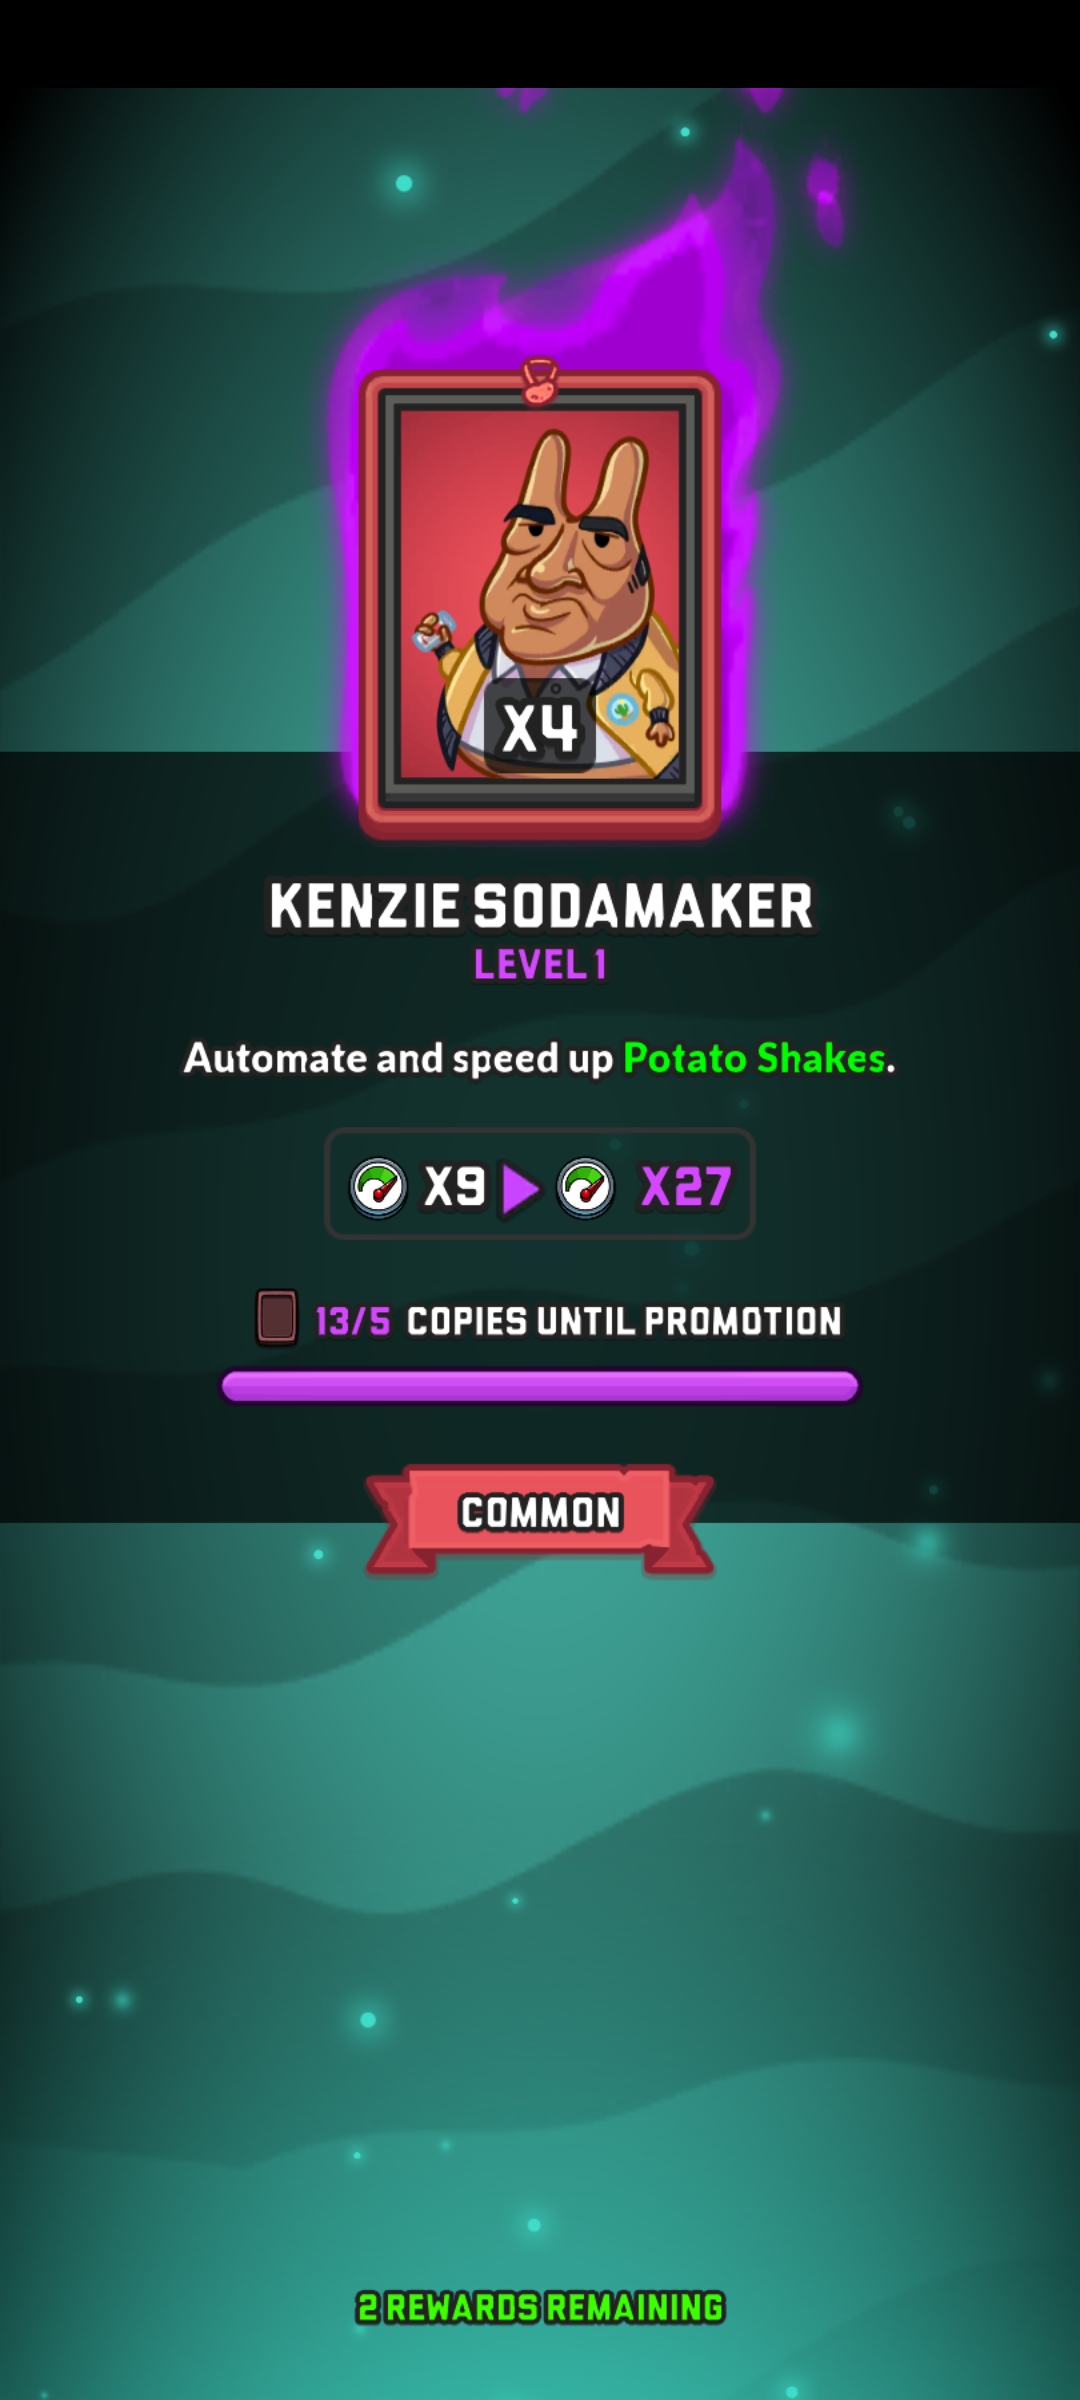 X4
KENZIE SODAMAKER
LEVEL 1
Automate and speed up Potato Shakes.
X9 X27
13/5 COPIES UNTIL PROMOTION
COMMON
2 REWARDS REMAINING